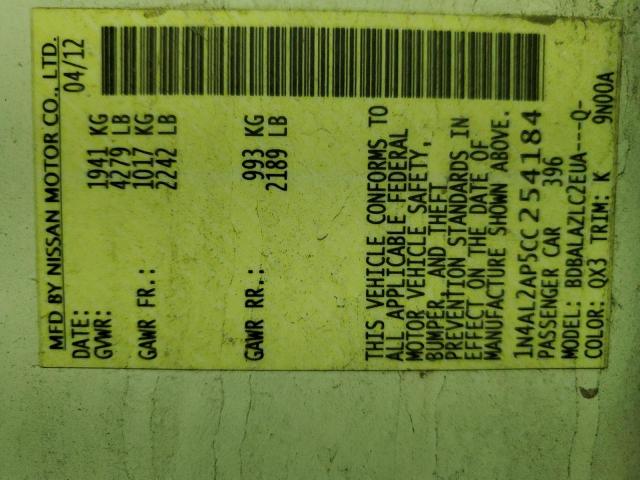 MFD BY NISSAN MOTOR CO., LTD.
DATE: 04/12
GVWR: 1941 KG
4279 LB
GAWR FR.: 1017 KG
2242 LB
GAWR RR.: 993 KG
2189 LB
THIS VEHICLE CONFORMS TO
ALL APPLICABLE FEDERAL
MOTOR VEHICLE SAFETY,
BUMPER, AND THEFT
PREVENTION STANDARDS IN
EFFECT ON THE DATE OF
MANUFACTURE SHOWN ABOVE.
1N4AL2AP5CC254184
PASSENGER CAR 396
MODEL: BDBALAZLC2EUA---Q-
COLOR: QX3 TRIM: K 9N00A